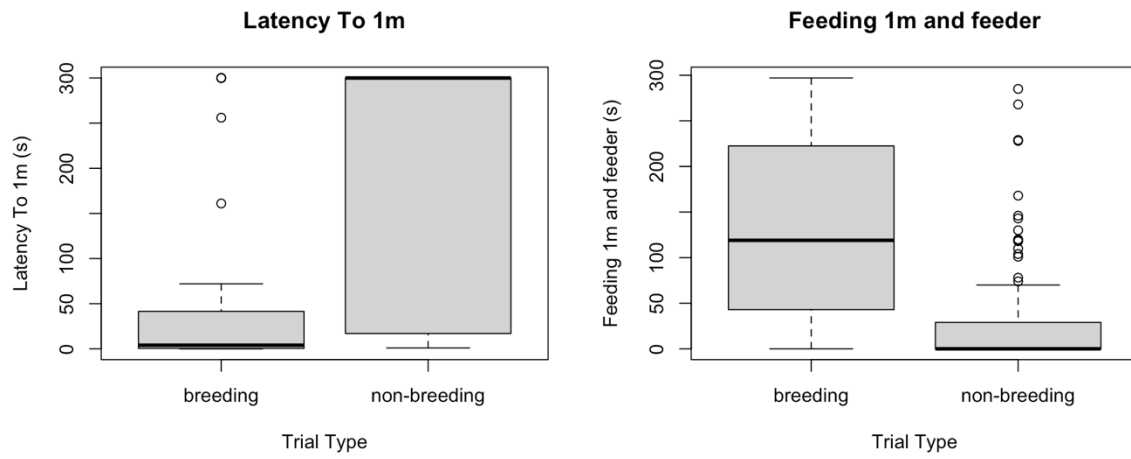 Latency To 1m
Latency To 1m (s)
300
200
100
50
0
breeding
non-breeding
Trial Type
Feeding 1m and feeder
Feeding 1m and feeder (s)
300
200
100
50
0
breeding
non-breeding
Trial Type